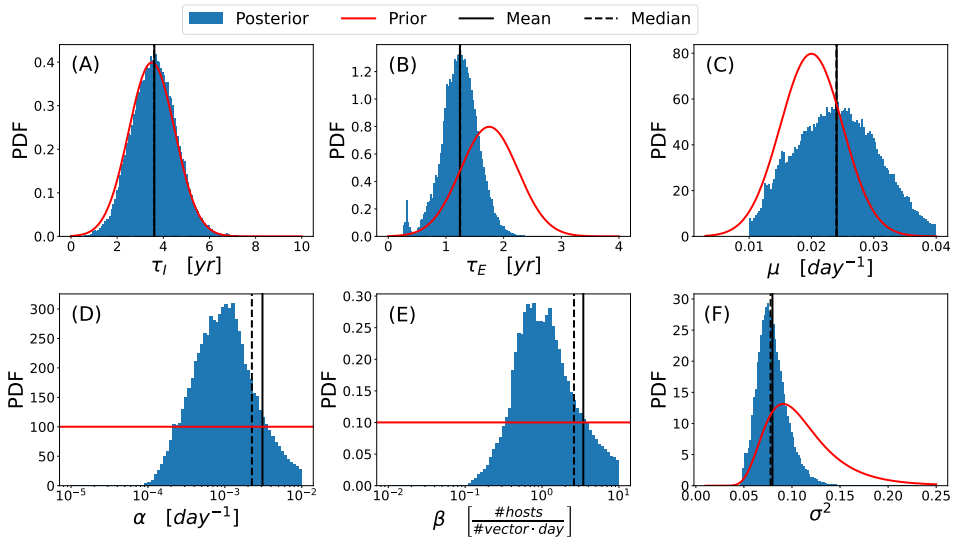 Posterior Prior Mean Median
(A) (B) (C)
PDF PDF PDF
0.4 0.3 0.2 0.1 0.0
1.2 1.0 0.8 0.6 0.4 0.2 0.0
80 60 40 20 0
0 2 4 6 8 10
0 1 2 3 4
0.01 0.02 0.03 0.04
τ_I [yr] τ_E [yr] μ [day⁻¹]
(D) (E) (F)
PDF PDF PDF
300 250 200 150 100 50 0
0.30 0.25 0.20 0.15 0.10 0.05 0.00
30 25 20 15 10 5 0
10⁻⁵ 10⁻⁴ 10⁻³ 10⁻²
10⁻² 10⁻¹ 10⁰ 10¹
0.00 0.05 0.10 0.15 0.20 0.25
α [day⁻¹] β [#hosts / #vector · day] σ²